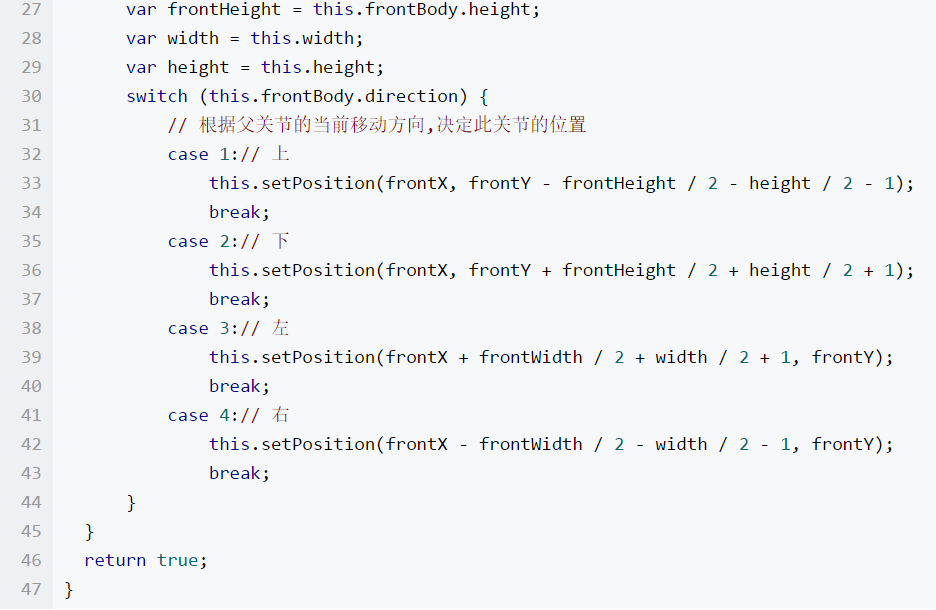 27 var frontHeight = this.frontBody.height;
28 var width = this.width;
29 var height = this.height;
30 switch (this.frontBody.direction) {
31 // 根据父关节的当前移动方向,决定此关节的位置
32 case 1:// 上
33 this.setPosition(frontX, frontY - frontHeight / 2 - height / 2 - 1);
34 break;
35 case 2:// 下
36 this.setPosition(frontX, frontY + frontHeight / 2 + height / 2 + 1);
37 break;
38 case 3:// 左
39 this.setPosition(frontX + frontWidth / 2 + width / 2 + 1, frontY);
40 break;
41 case 4:// 右
42 this.setPosition(frontX - frontWidth / 2 - width / 2 - 1, frontY);
43 break;
44 }
45 }
46 return true;
47 }